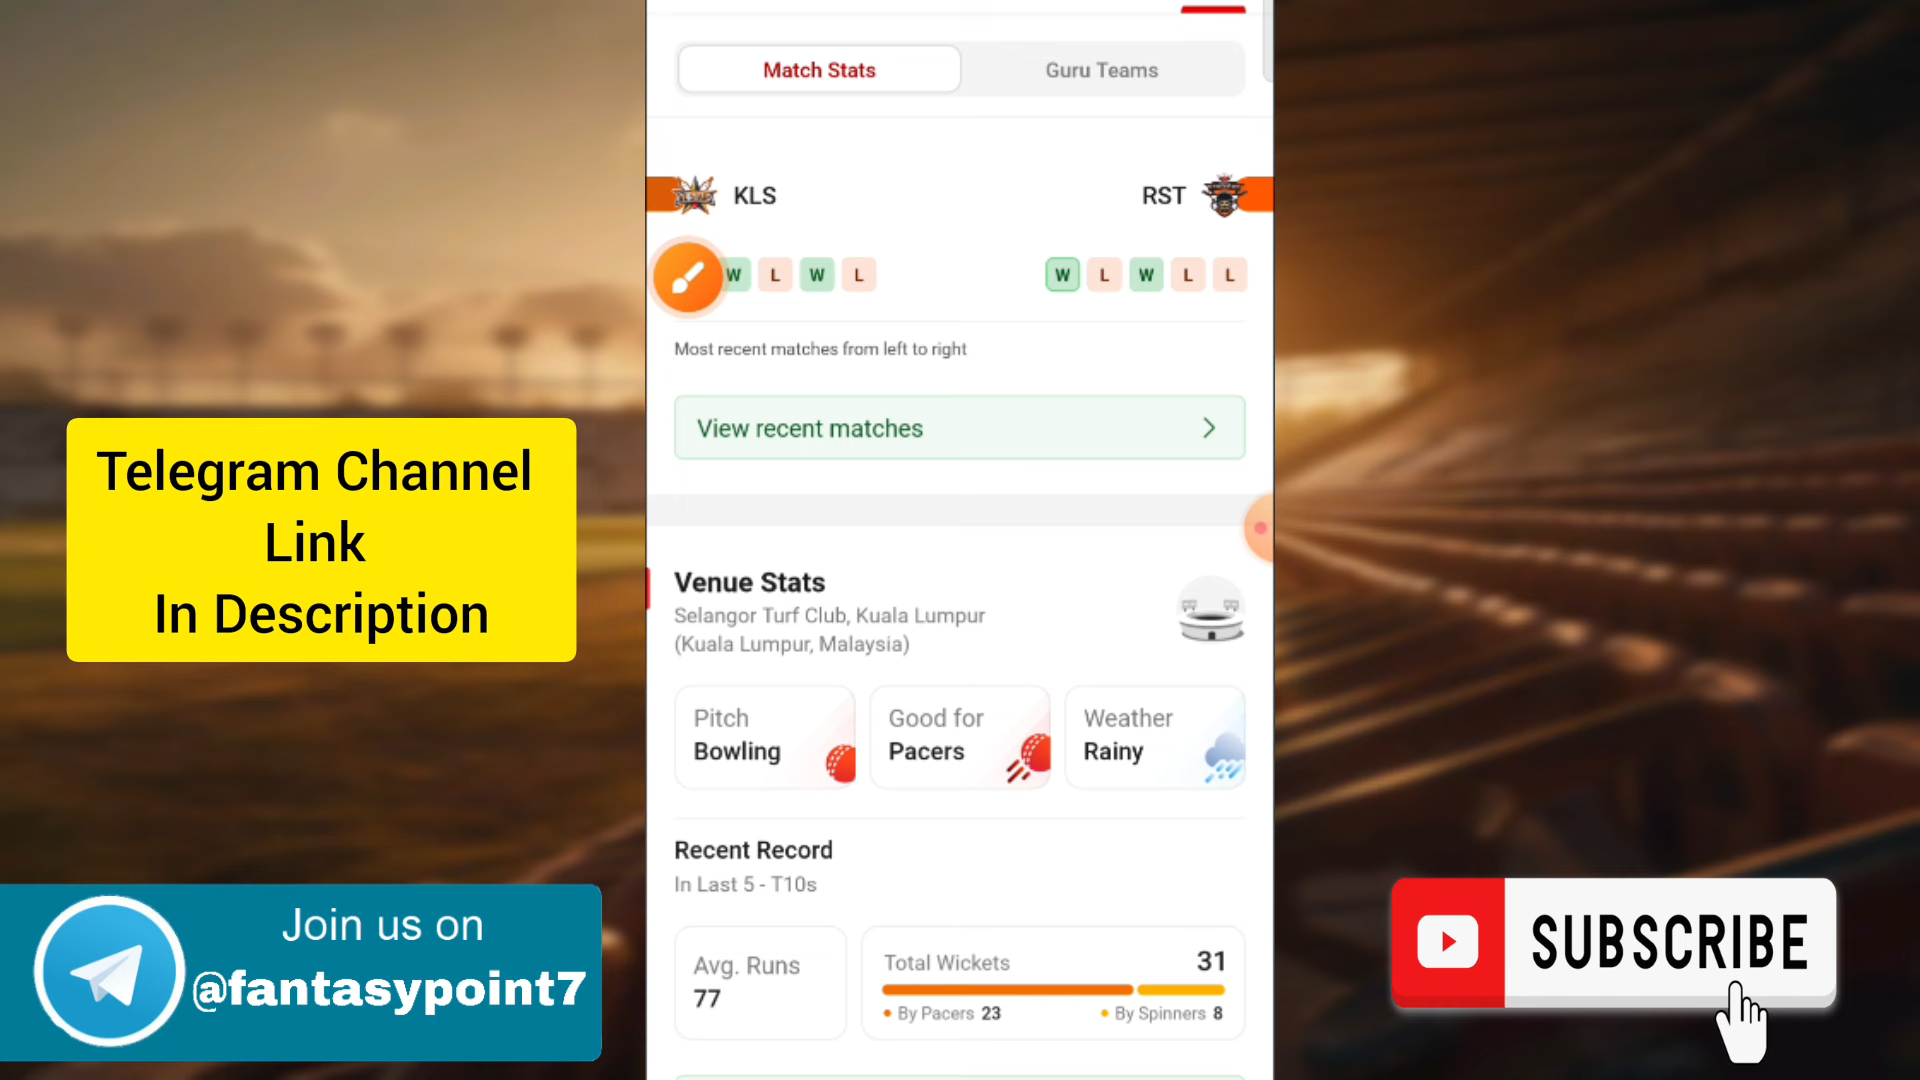 Match Stats
Guru Teams
KLS
RST
W L W L
W L W L L
Most recent matches from left to right
View recent matches
Telegram Channel
Link
In Description
Venue Stats
Selangor Turf Club, Kuala Lumpur
(Kuala Lumpur, Malaysia)
Pitch
Bowling
Good for
Pacers
Weather
Rainy
Recent Record
In Last 5 - T10s
Avg. Runs
77
Total Wickets 31
By Pacers 23
By Spinners 8
Join us on
@fantasypoint7
SUBSCRIBE